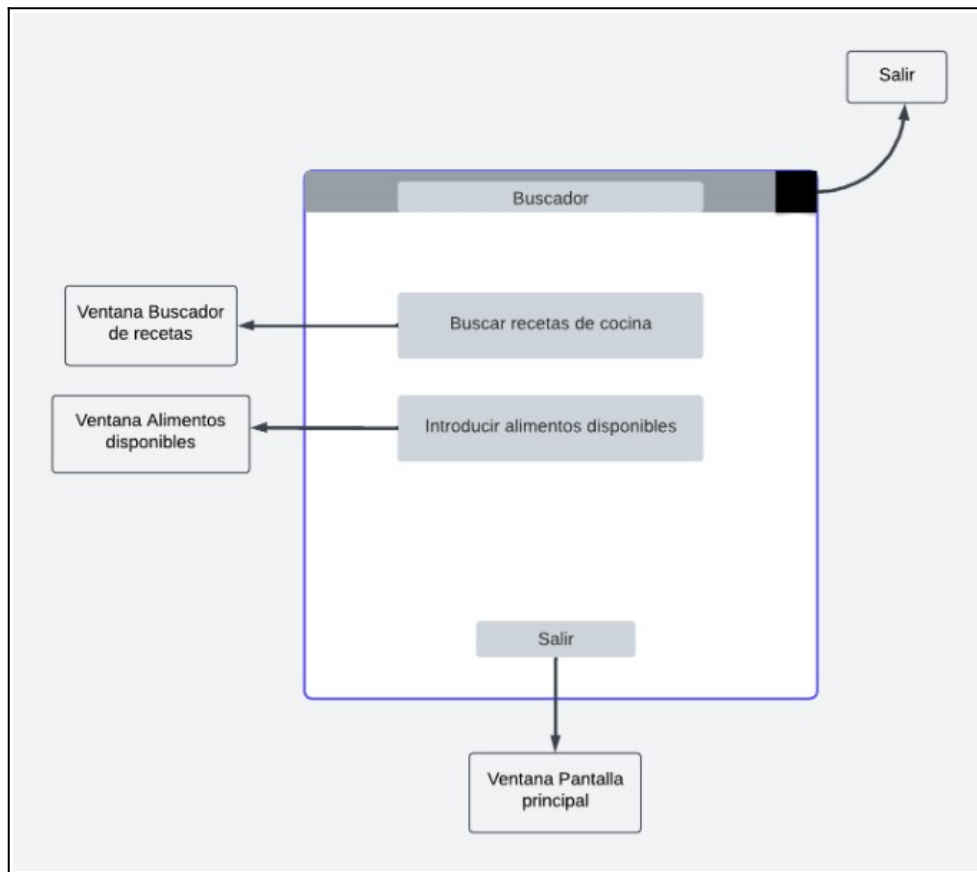 Salir
Buscador
Ventana Buscador
de recetas
Buscar recetas de cocina
Ventana Alimentos
disponibles
Introducir alimentos disponibles
Salir
Ventana Pantalla
principal